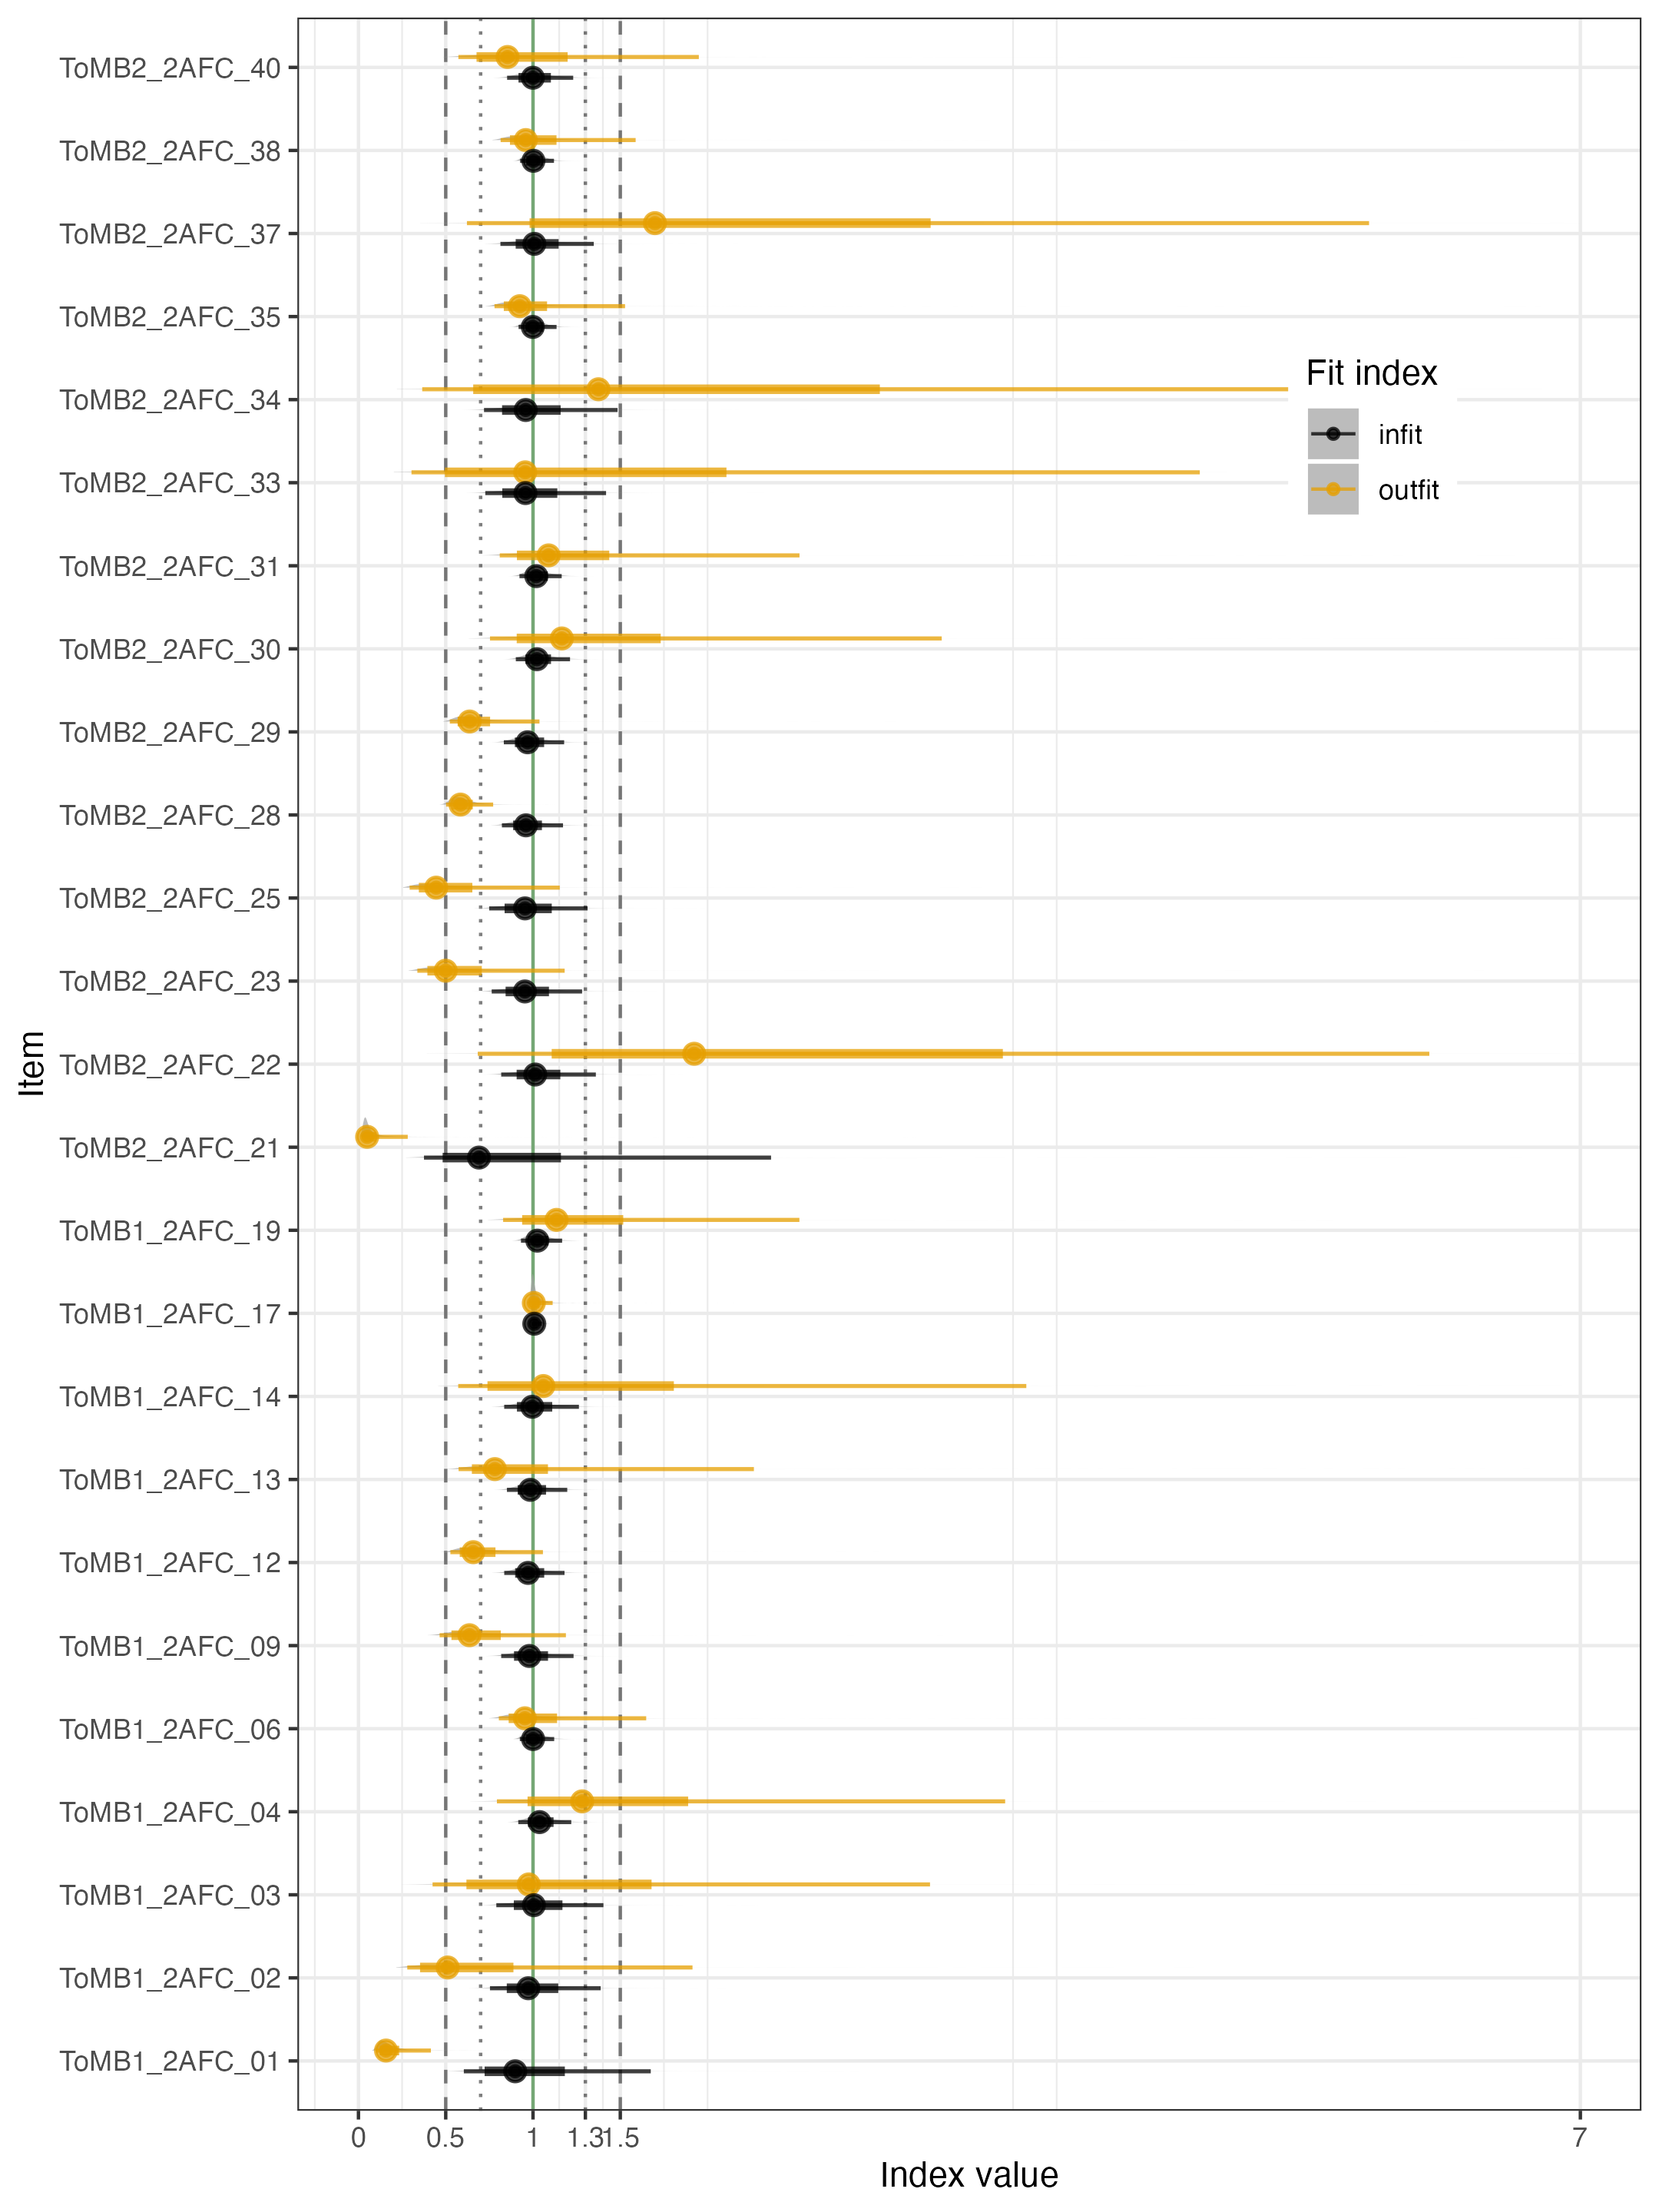 ToMB2_2AFC_40
ToMB2_2AFC_38
ToMB2_2AFC_37
ToMB2_2AFC_35
ToMB2_2AFC_34
ToMB2_2AFC_33
ToMB2_2AFC_31
ToMB2_2AFC_30
ToMB2_2AFC_29
ToMB2_2AFC_28
ToMB2_2AFC_25
ToMB2_2AFC_23
ToMB2_2AFC_22
ToMB2_2AFC_21
ToMB1_2AFC_19
ToMB1_2AFC_17
ToMB1_2AFC_14
ToMB1_2AFC_13
ToMB1_2AFC_12
ToMB1_2AFC_09
ToMB1_2AFC_06
ToMB1_2AFC_04
ToMB1_2AFC_03
ToMB1_2AFC_02
ToMB1_2AFC_01
Item
Fit index
infit
outfit
0 0.5 1 1.3 1.5 7
Index value